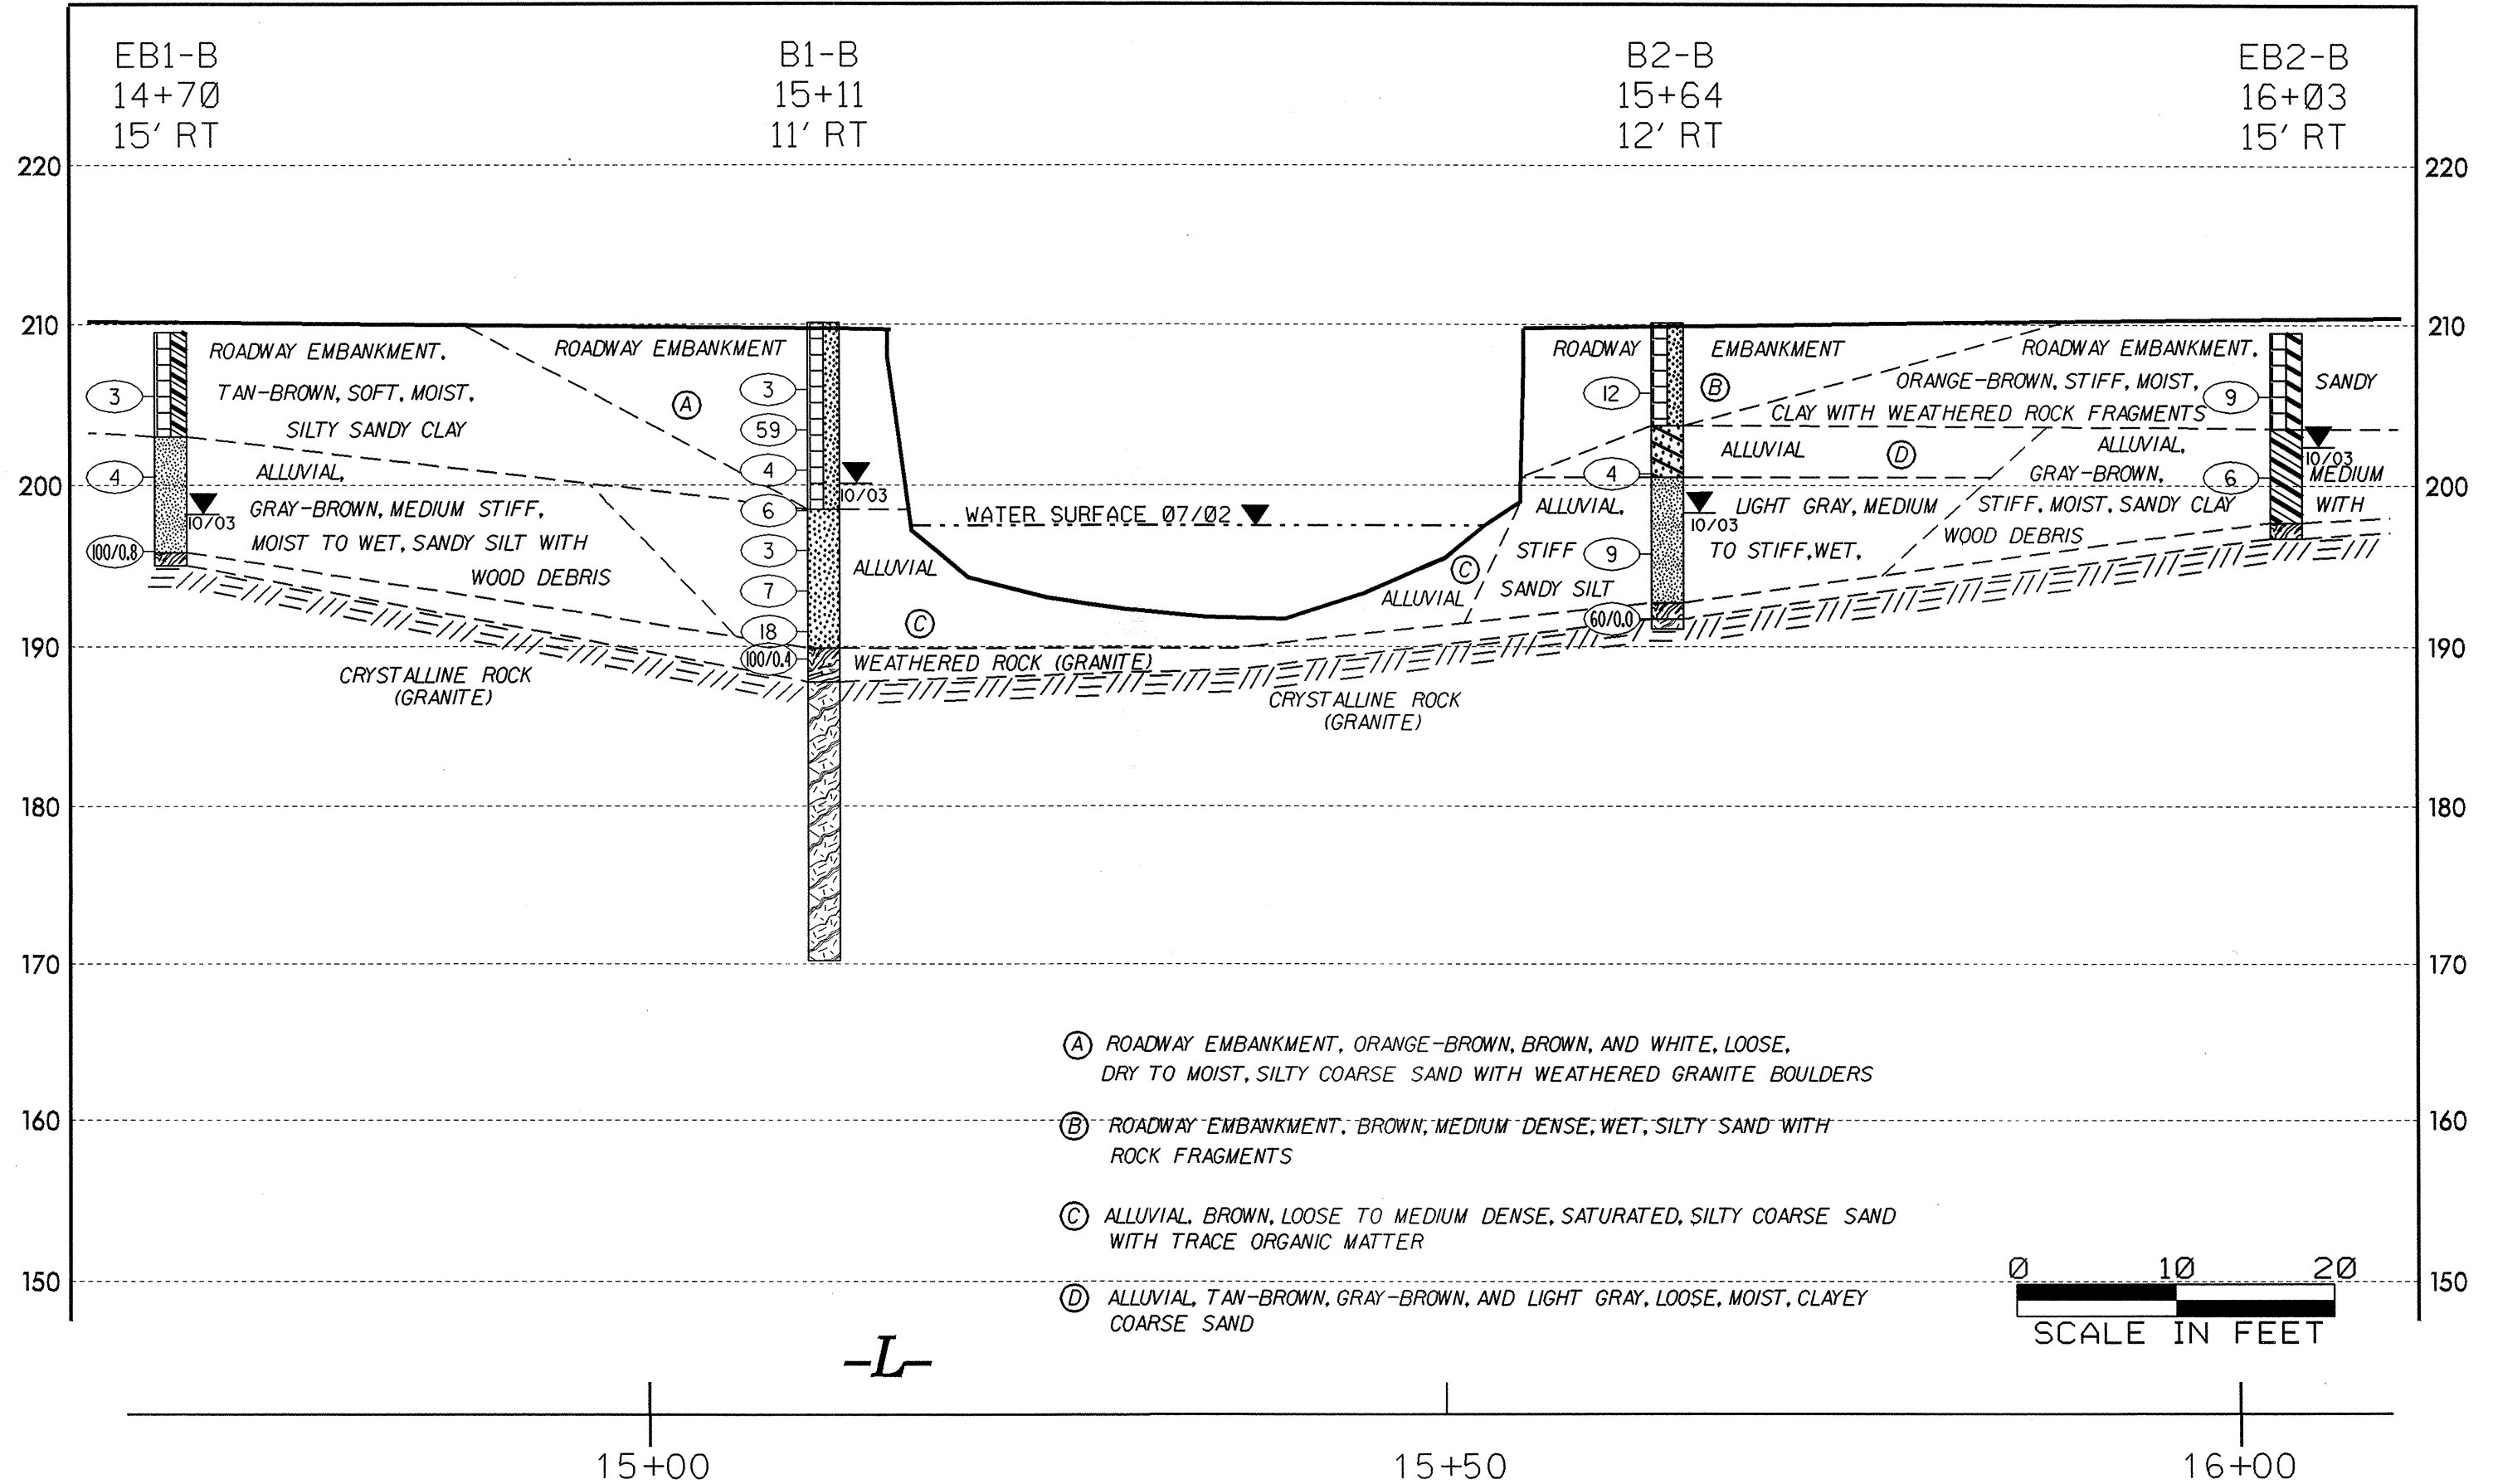 EB1-B
14+70
15' RT
B1-B
15+11
11' RT
B2-B
15+64
12' RT
EB2-B
16+03
15' RT
220 220
210 210
ROADWAY EMBANKMENT,
TAN-BROWN, SOFT, MOIST,
SILTY SANDY CLAY
3
ALLUVIAL,
4
GRAY-BROWN, MEDIUM STIFF,
10/03
MOIST TO WET, SANDY SILT WITH
100/0.8
WOOD DEBRIS
ROADWAY EMBANKMENT
A
3
59
4
10/03
6
3
ALLUVIAL
7
C
18
100/0.4
WEATHERED ROCK (GRANITE)
WATER SURFACE 07/02
C
ALLUVIAL
ROADWAY EMBANKMENT
12
B
ALLUVIAL D
4
ALLUVIAL, LIGHT GRAY, MEDIUM
10/03
STIFF 9 TO STIFF, WET,
SANDY SILT
60/0.0
ROADWAY EMBANKMENT,
ORANGE-BROWN, STIFF, MOIST, SANDY
CLAY WITH WEATHERED ROCK FRAGMENTS
9
ALLUVIAL,
10/03
GRAY-BROWN, 6 MEDIUM
STIFF, MOIST, SANDY CLAY WITH
WOOD DEBRIS
200 200
190 190
CRYSTALLINE ROCK
(GRANITE)
CRYSTALLINE ROCK
(GRANITE)
180 180
170 170
160 160
150 150
A ROADWAY EMBANKMENT, ORANGE-BROWN, BROWN, AND WHITE, LOOSE,
DRY TO MOIST, SILTY COARSE SAND WITH WEATHERED GRANITE BOULDERS
B ROADWAY EMBANKMENT, BROWN, MEDIUM DENSE, WET, SILTY SAND WITH
ROCK FRAGMENTS
C ALLUVIAL, BROWN, LOOSE TO MEDIUM DENSE, SATURATED, SILTY COARSE SAND
WITH TRACE ORGANIC MATTER
D ALLUVIAL, TAN-BROWN, GRAY-BROWN, AND LIGHT GRAY, LOOSE, MOIST, CLAYEY
COARSE SAND
0 10 20
SCALE IN FEET
-L-
15+00 15+50 16+00